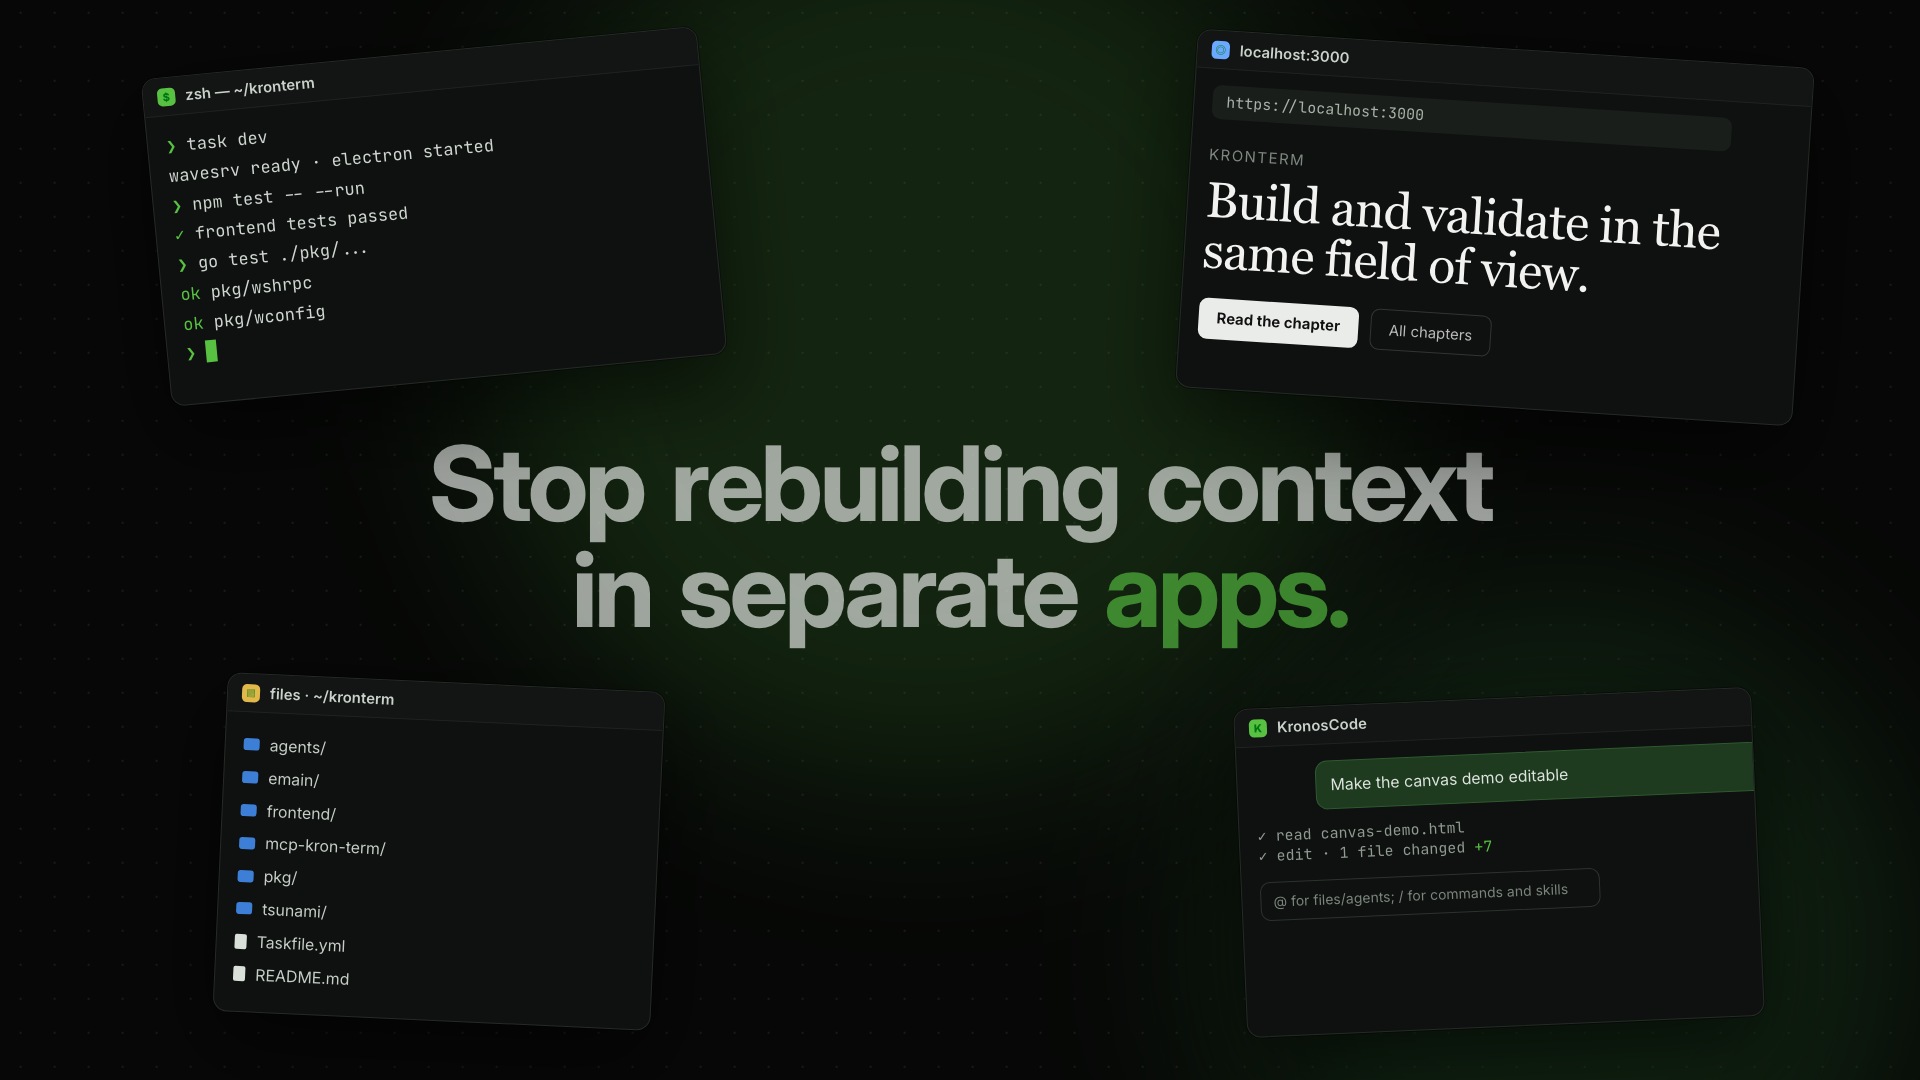 $ zsh — ~/kronterm
❯ task dev
wavesrv ready · electron started
❯ npm test -- --run
✓ frontend tests passed
❯ go test ./pkg/...
ok pkg/wshrpc
ok pkg/wconfig
❯
localhost:3000
https://localhost:3000
KRONTERM
Build and validate in the
same field of view.
Read the chapter
All chapters
Stop rebuilding context
in separate apps.
files · ~/kronterm
agents/
emain/
frontend/
mcp-kron-term/
pkg/
tsunami/
Taskfile.yml
README.md
K KronosCode
Make the canvas demo editable
✓ read canvas-demo.html
✓ edit · 1 file changed +7
@ for files/agents; / for commands and skills